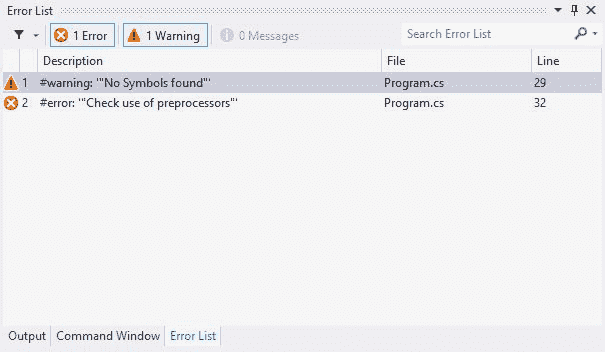 Error List
1 Error 1 Warning 0 Messages Search Error List
Description File Line
1 #warning: '"No Symbols found"' Program.cs 29
2 #error: '"Check use of preprocessors"' Program.cs 32
Output Command Window Error List